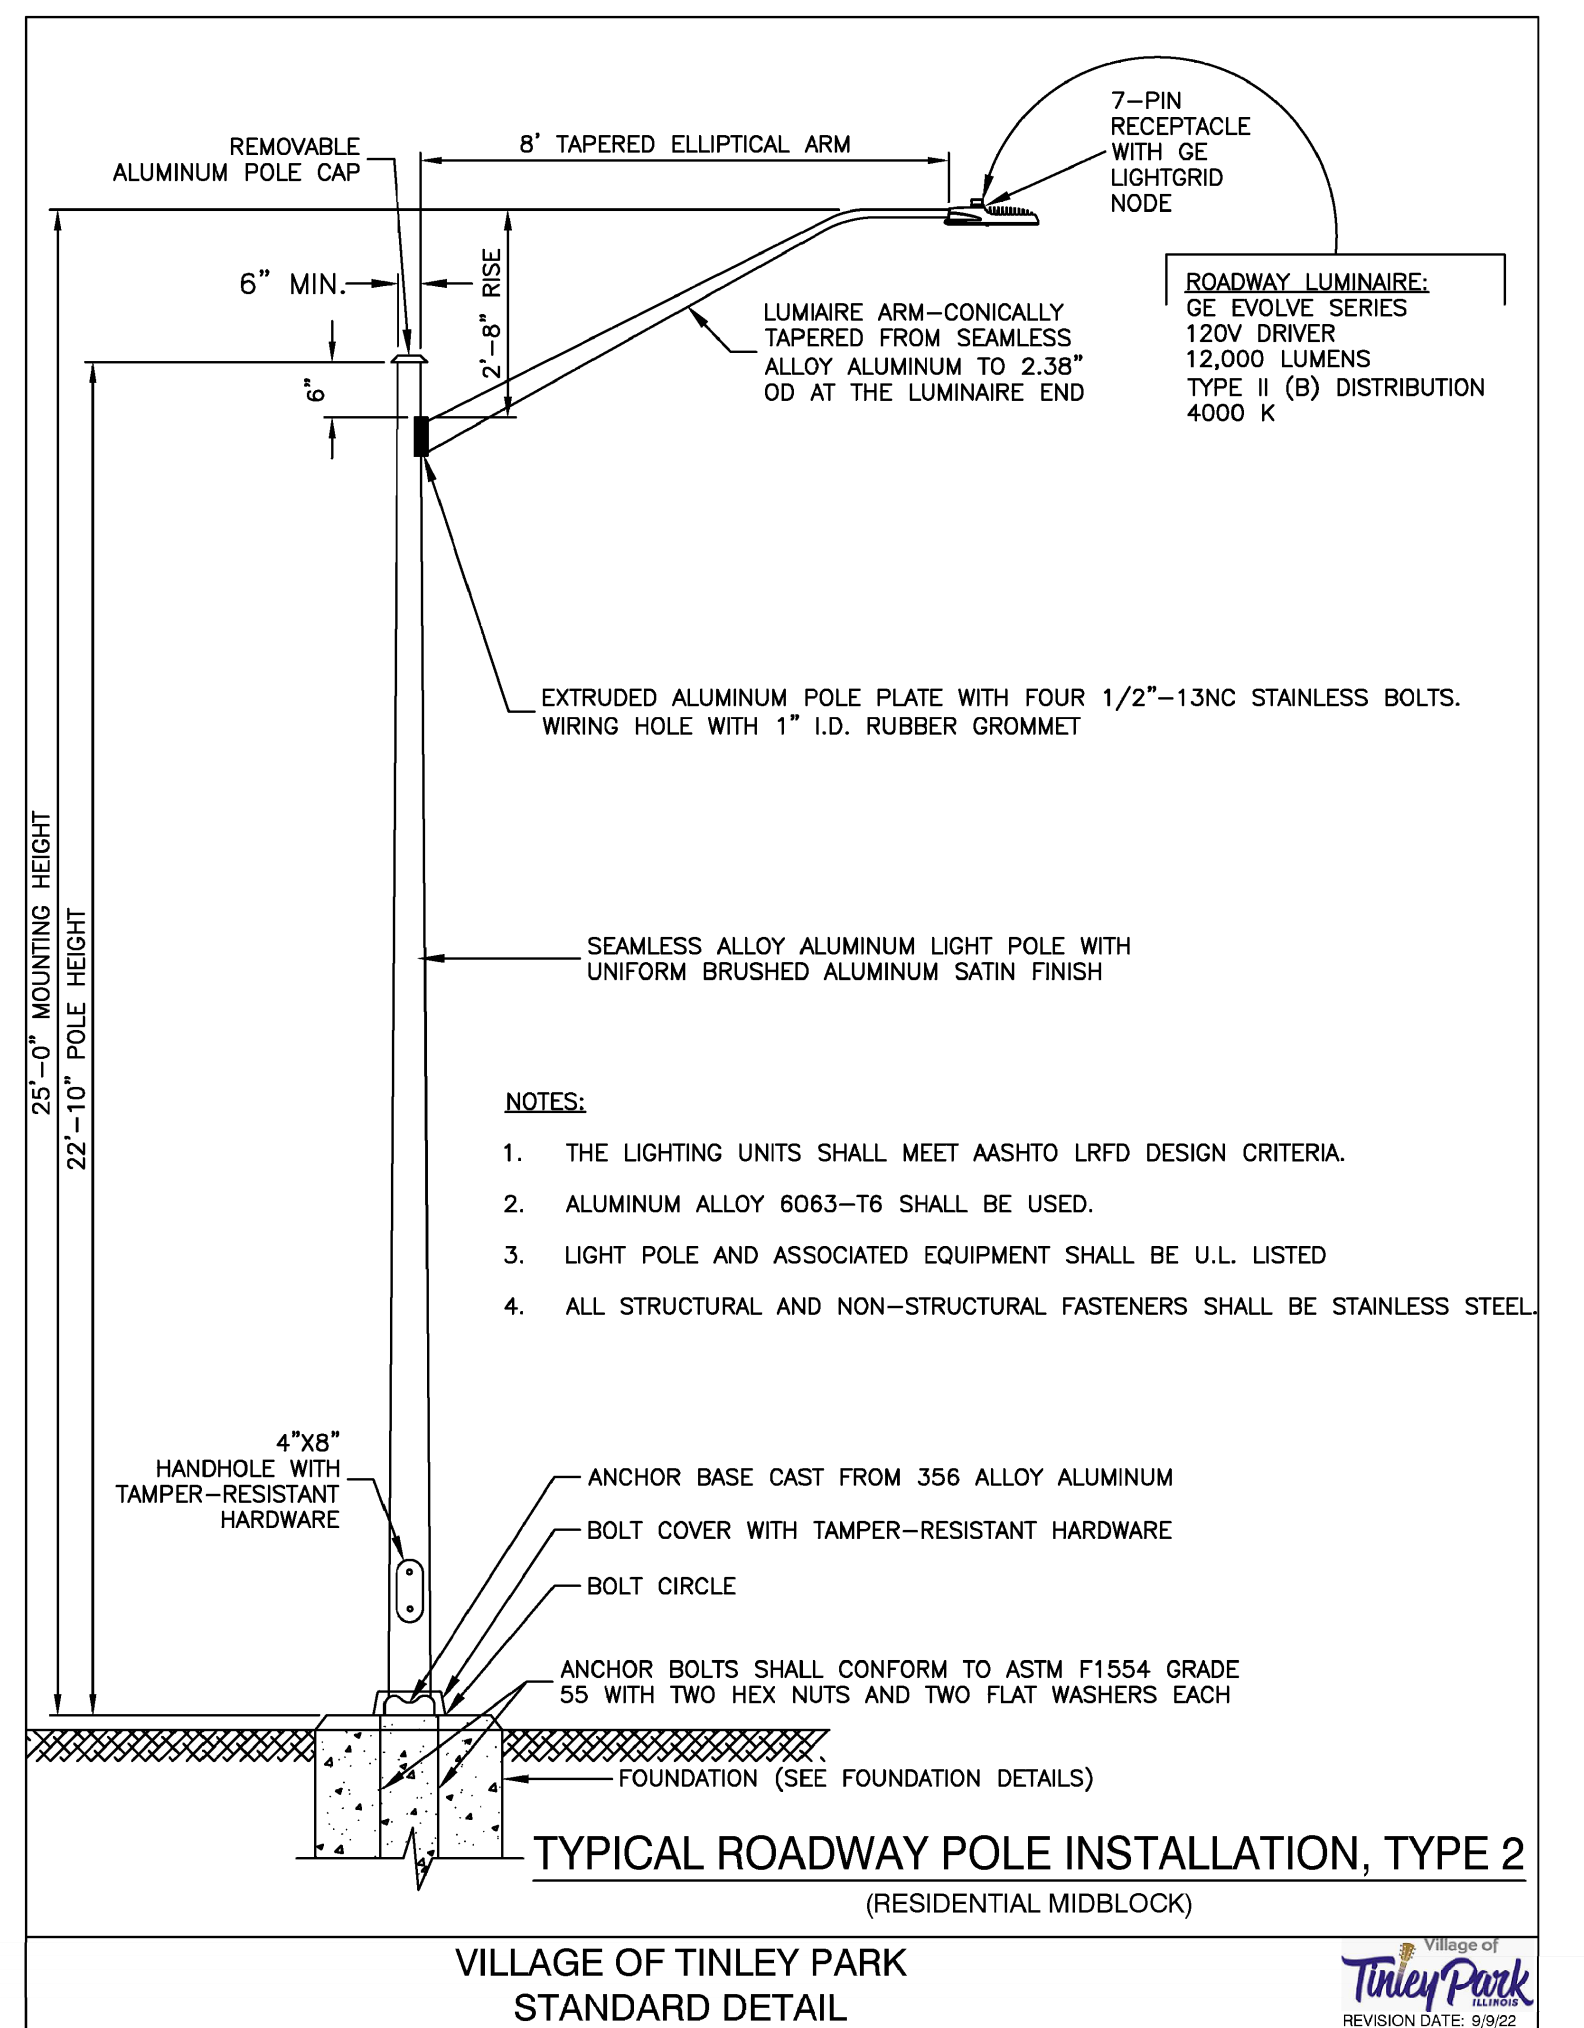 REMOVABLE
ALUMINUM POLE CAP
8' TAPERED ELLIPTICAL ARM
7-PIN
RECEPTACLE
WITH GE
LIGHTGRID
NODE
6" MIN.
2'-8" RISE
6"
LUMIAIRE ARM-CONICALLY
TAPERED FROM SEAMLESS
ALLOY ALUMINUM TO 2.38"
OD AT THE LUMINAIRE END
ROADWAY LUMINAIRE:
GE EVOLVE SERIES
120V DRIVER
12,000 LUMENS
TYPE II (B) DISTRIBUTION
4000 K
EXTRUDED ALUMINUM POLE PLATE WITH FOUR 1/2"-13NC STAINLESS BOLTS.
WIRING HOLE WITH 1" I.D. RUBBER GROMMET
25'-0" MOUNTING HEIGHT
22'-10" POLE HEIGHT
SEAMLESS ALLOY ALUMINUM LIGHT POLE WITH
UNIFORM BRUSHED ALUMINUM SATIN FINISH
NOTES:
1. THE LIGHTING UNITS SHALL MEET AASHTO LRFD DESIGN CRITERIA.
2. ALUMINUM ALLOY 6063-T6 SHALL BE USED.
3. LIGHT POLE AND ASSOCIATED EQUIPMENT SHALL BE U.L. LISTED
4. ALL STRUCTURAL AND NON-STRUCTURAL FASTENERS SHALL BE STAINLESS STEEL.
4"X8"
HANDHOLE WITH
TAMPER-RESISTANT
HARDWARE
ANCHOR BASE CAST FROM 356 ALLOY ALUMINUM
BOLT COVER WITH TAMPER-RESISTANT HARDWARE
BOLT CIRCLE
ANCHOR BOLTS SHALL CONFORM TO ASTM F1554 GRADE
55 WITH TWO HEX NUTS AND TWO FLAT WASHERS EACH
FOUNDATION (SEE FOUNDATION DETAILS)
TYPICAL ROADWAY POLE INSTALLATION, TYPE 2
(RESIDENTIAL MIDBLOCK)
VILLAGE OF TINLEY PARK
STANDARD DETAIL
Village of
Tinley Park
ILLINOIS
REVISION DATE: 9/9/22